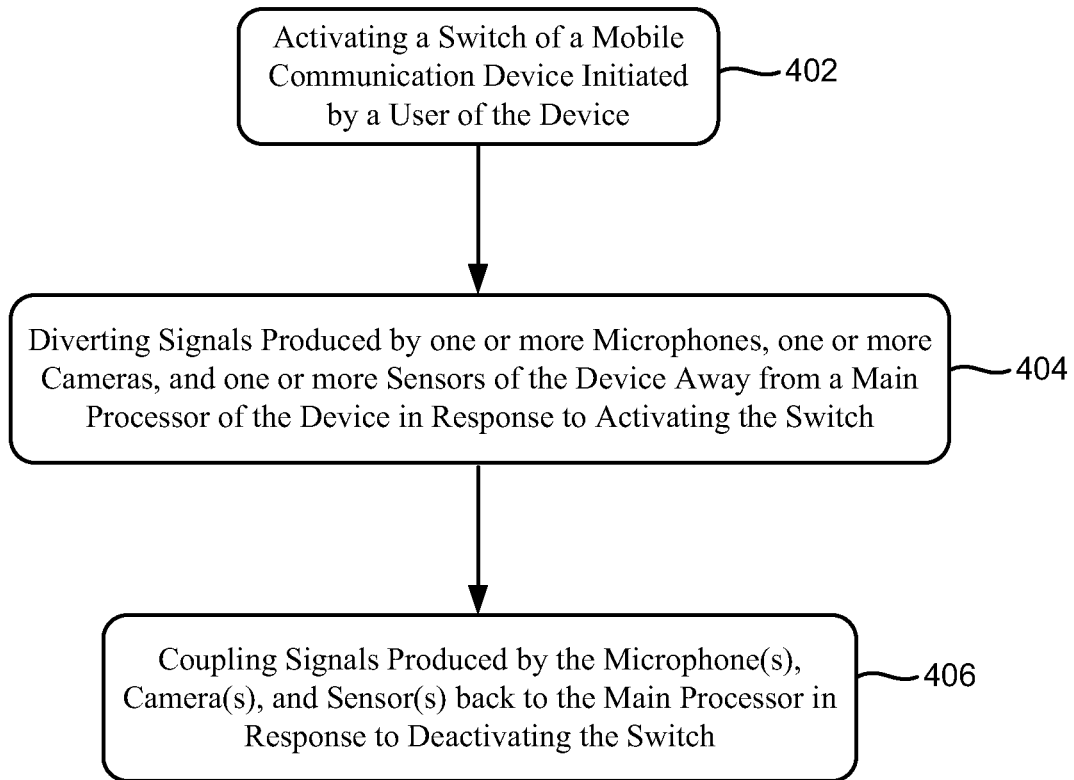 Activating a Switch of a Mobile
Communication Device Initiated
by a User of the Device
402
Diverting Signals Produced by one or more Microphones, one or more
Cameras, and one or more Sensors of the Device Away from a Main
Processor of the Device in Response to Activating the Switch
404
Coupling Signals Produced by the Microphone(s),
Camera(s), and Sensor(s) back to the Main Processor in
Response to Deactivating the Switch
406